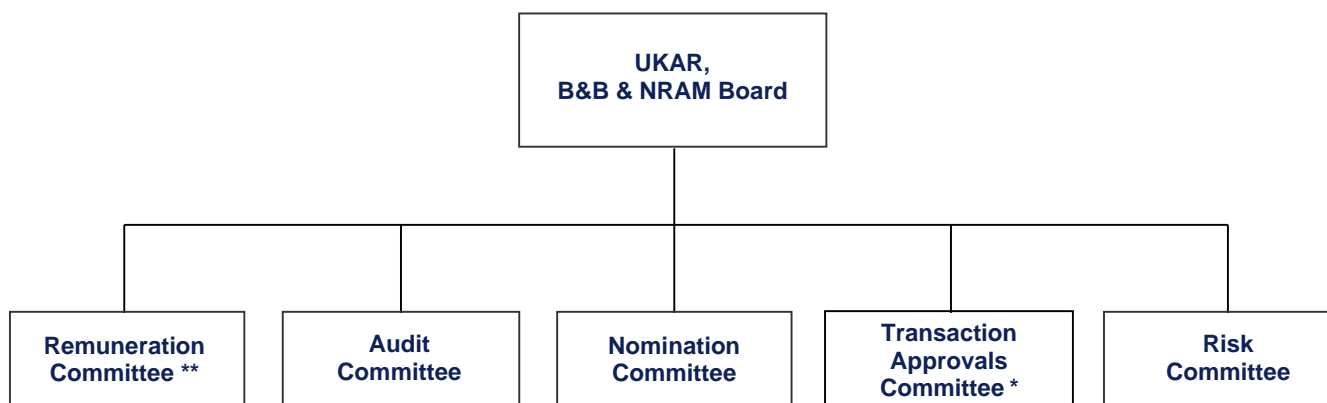 UKAR,
B&B & NRAM Board
Remuneration
Committee **
Audit
Committee
Nomination
Committee
Transaction
Approvals
Committee *
Risk
Committee